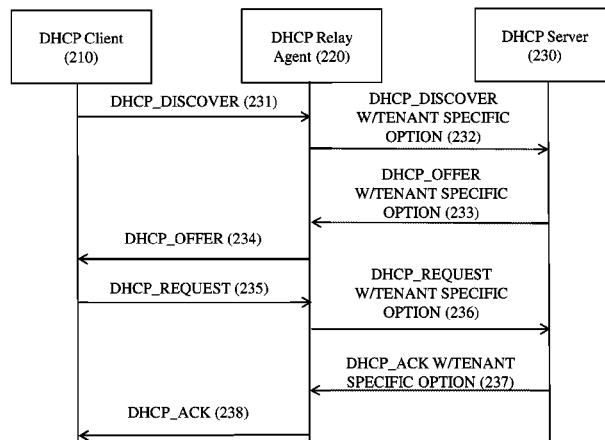 DHCP Client
(210)
DHCP Relay
Agent (220)
DHCP Server
(230)
DHCP_DISCOVER (231)
DHCP_DISCOVER
W/TENANT SPECIFIC
OPTION (232)
DHCP_OFFER
W/TENANT SPECIFIC
OPTION (233)
DHCP_OFFER (234)
DHCP_REQUEST (235)
DHCP_REQUEST
W/TENANT SPECIFIC
OPTION (236)
DHCP_ACK W/TENANT
SPECIFIC OPTION (237)
DHCP_ACK (238)